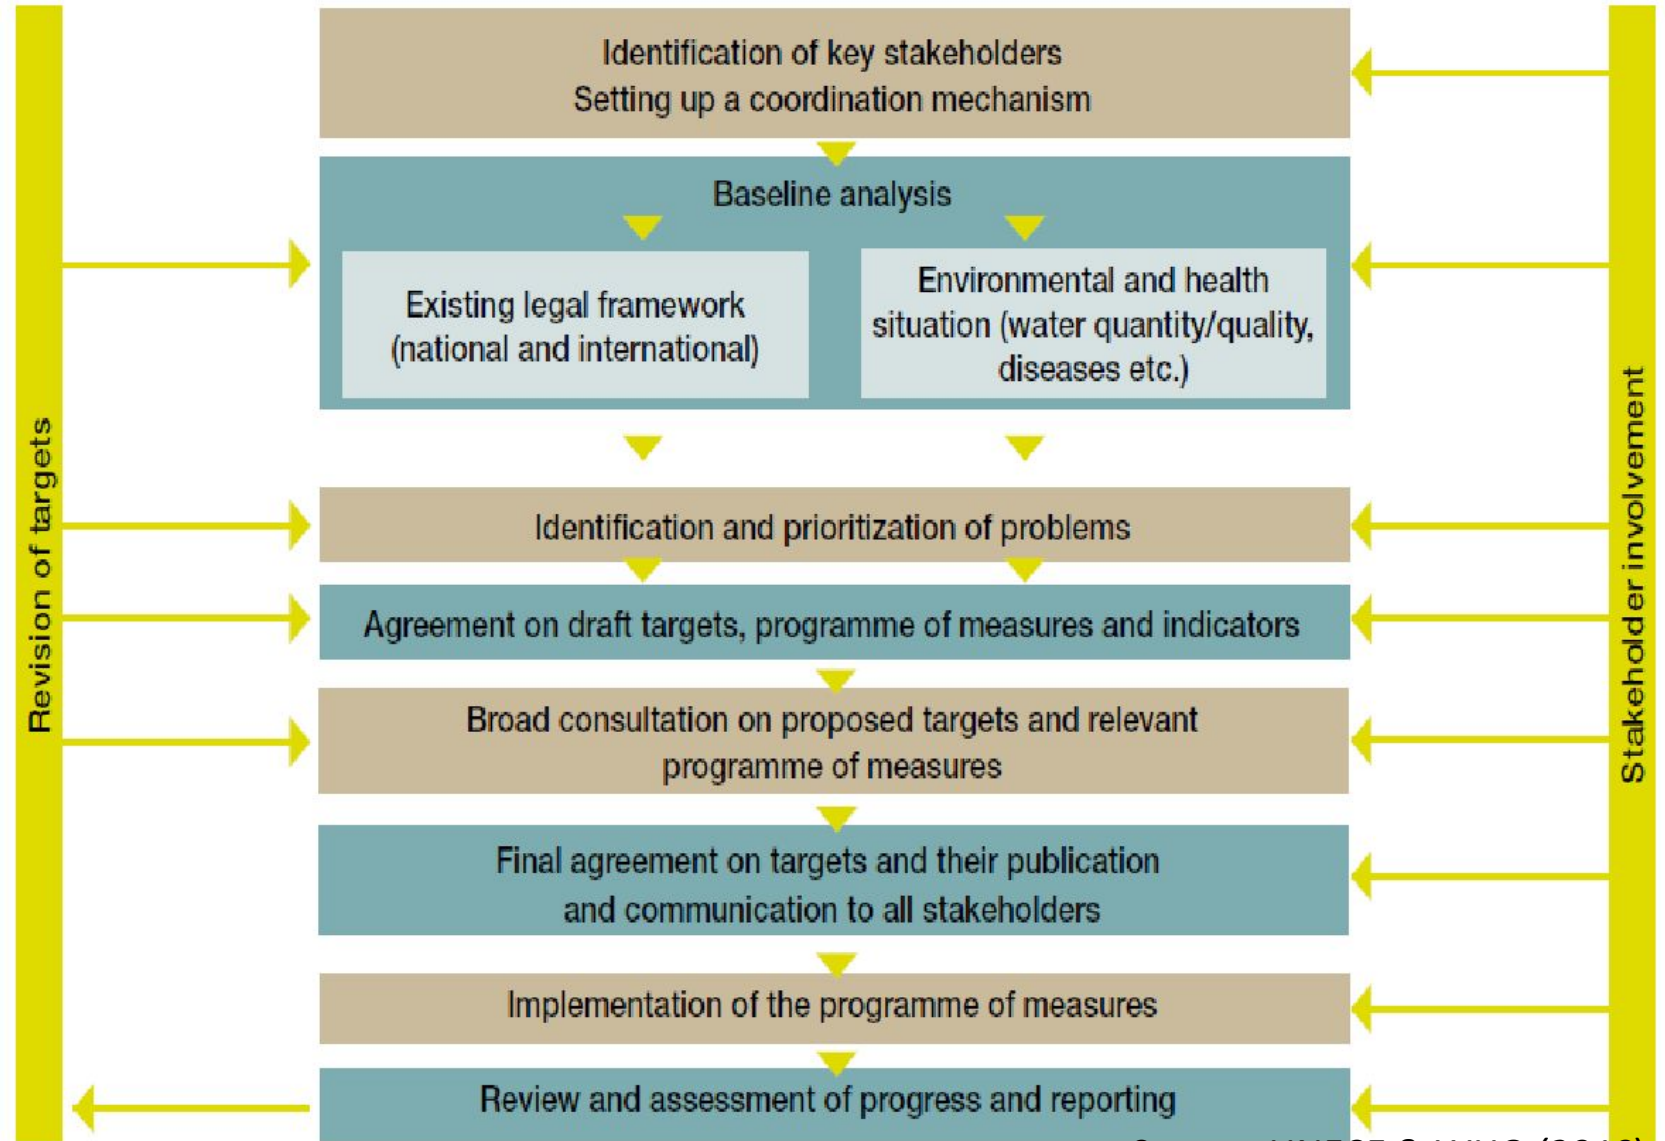 Identification of key stakeholders
Setting up a coordination mechanism
Baseline analysis
Existing legal framework
(national and international)
Environmental and health
situation (water quantity/quality,
diseases etc.)
Identification and prioritization of problems
Agreement on draft targets, programme of measures and indicators
Broad consultation on proposed targets and relevant
programme of measures
Final agreement on targets and their publication
and communication to all stakeholders
Implementation of the programme of measures
Review and assessment of progress and reporting
Revision of targets
Stakeholder involvement